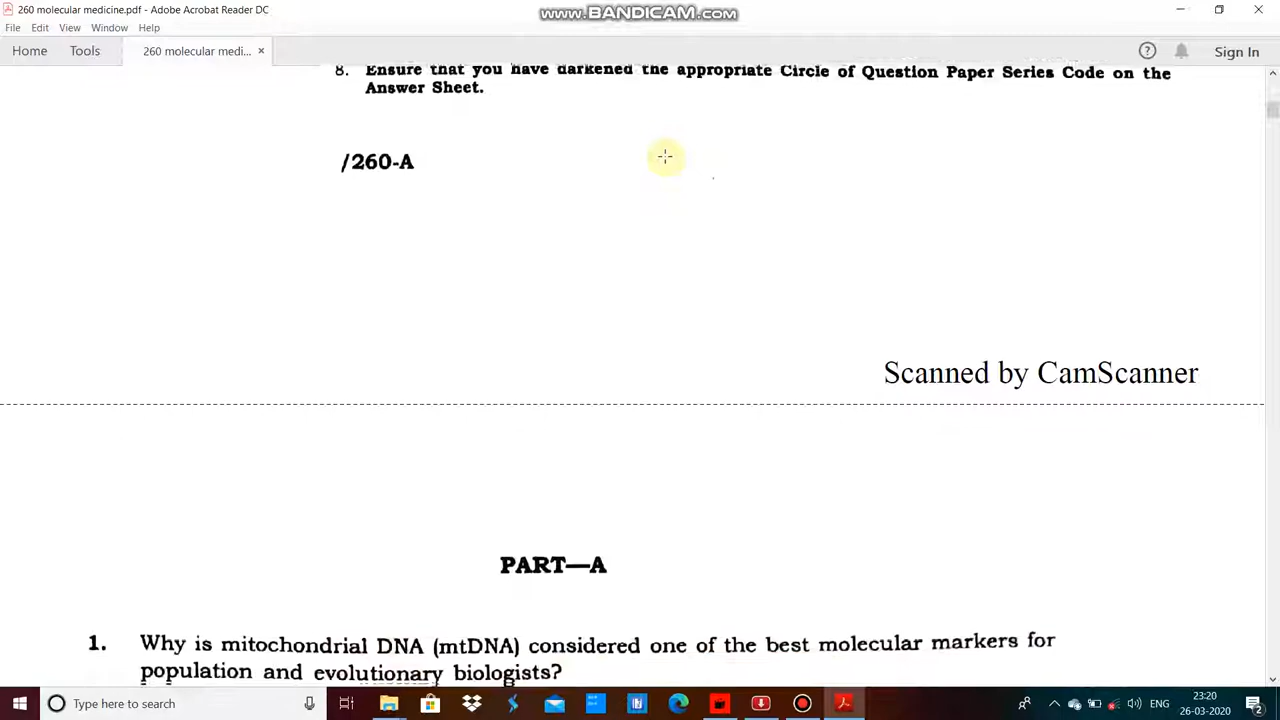 260 molecular medicine.pdf - Adobe Acrobat Reader DC
www.BANDICAM.com
File Edit View Window Help
Home Tools 260 molecular medi... × Sign In
8. Ensure that you have darkened the appropriate Circle of Question Paper Series Code on the
Answer Sheet.
/260-A
Scanned by CamScanner
PART—A
1. Why is mitochondrial DNA (mtDNA) considered one of the best molecular markers for
population and evolutionary biologists?
Type here to search
ENG
23:20
26-03-2020
2